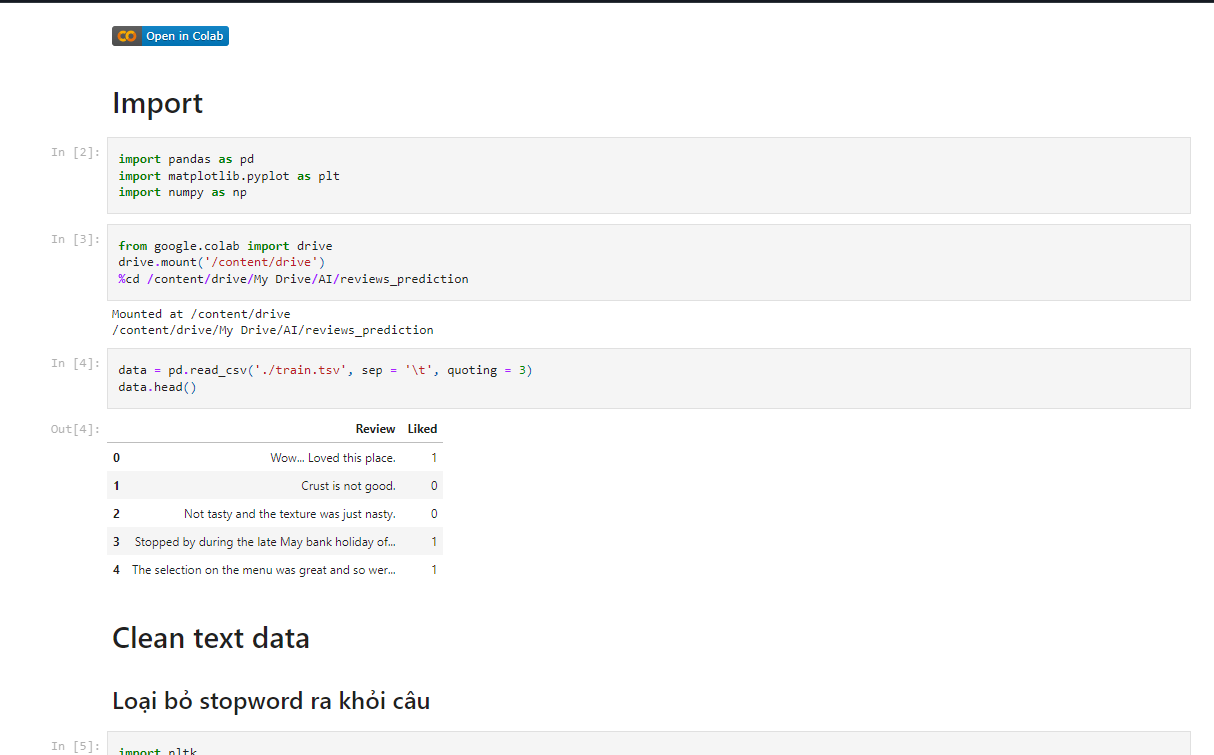 Open in Colab
Import
In [2]:
import pandas as pd
import matplotlib.pyplot as plt
import numpy as np
In [3]:
from google.colab import drive
drive.mount('/content/drive')
%cd /content/drive/My Drive/AI/reviews_prediction
Mounted at /content/drive
/content/drive/My Drive/AI/reviews_prediction
In [4]:
data = pd.read_csv('./train.tsv', sep = '\t', quoting = 3)
data.head()
Out[4]:
Review Liked
0 Wow... Loved this place. 1
1 Crust is not good. 0
2 Not tasty and the texture was just nasty. 0
3 Stopped by during the late May bank holiday of... 1
4 The selection on the menu was great and so wer... 1
Clean text data
Loại bỏ stopword ra khỏi câu
In [5]:
import nltk